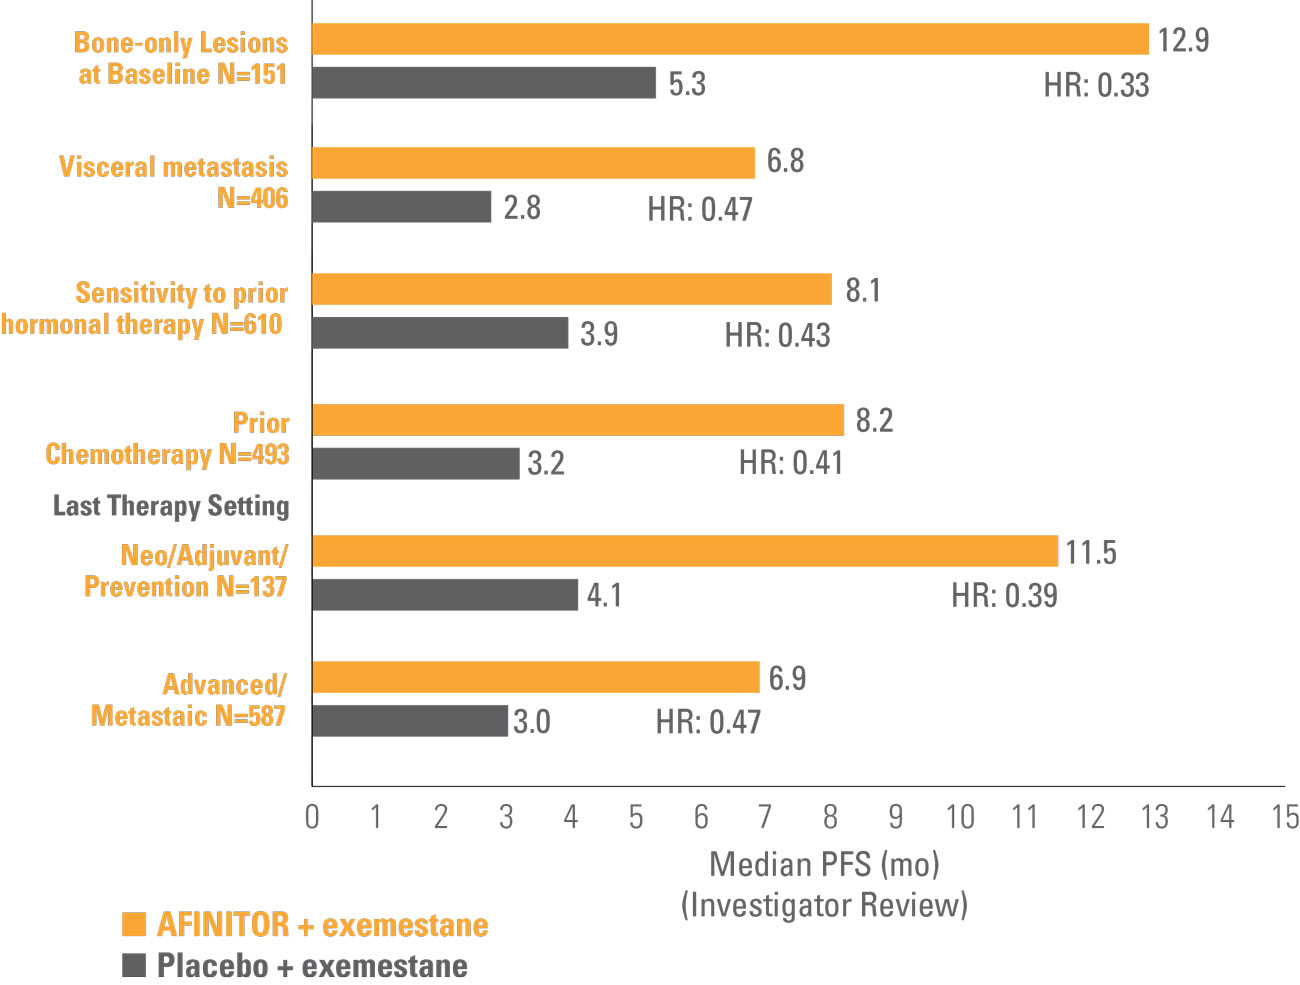 Bone-only Lesions
at Baseline N=151
12.9
5.3
HR: 0.33
Visceral metastasis
N=406
6.8
2.8
HR: 0.47
Sensitivity to prior
hormonal therapy N=610
8.1
3.9
HR: 0.43
Prior
Chemotherapy N=493
8.2
3.2
HR: 0.41
Last Therapy Setting
Neo/Adjuvant/
Prevention N=137
11.5
4.1
HR: 0.39
Advanced/
Metastaic N=587
6.9
3.0
HR: 0.47
0 1 2 3 4 5 6 7 8 9 10 11 12 13 14 15
Median PFS (mo)
(Investigator Review)
AFINITOR + exemestane
Placebo + exemestane